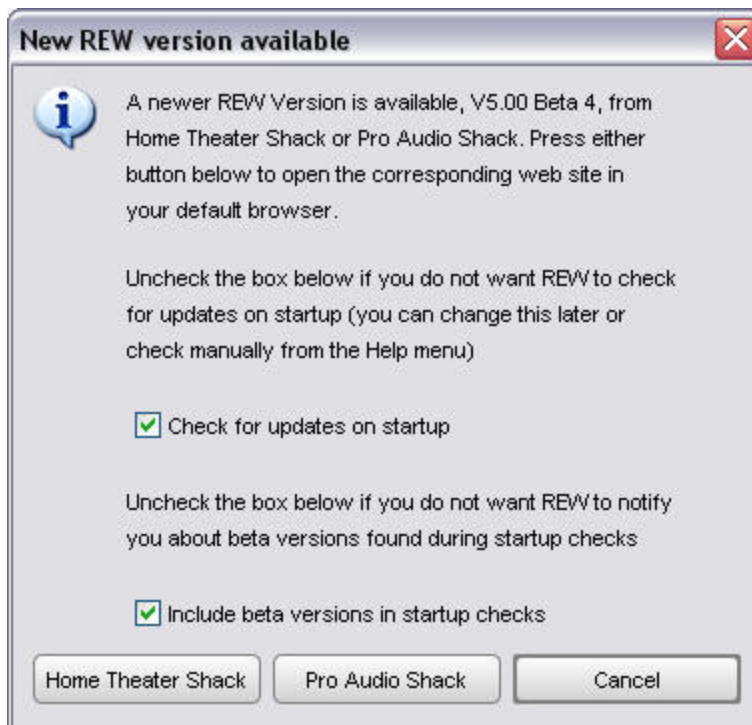 New REW version available
A newer REW Version is available, V5.00 Beta 4, from
Home Theater Shack or Pro Audio Shack. Press either
button below to open the corresponding web site in
your default browser.
Uncheck the box below if you do not want REW to check
for updates on startup (you can change this later or
check manually from the Help menu)
Check for updates on startup
Uncheck the box below if you do not want REW to notify
you about beta versions found during startup checks
Include beta versions in startup checks
Home Theater Shack Pro Audio Shack Cancel